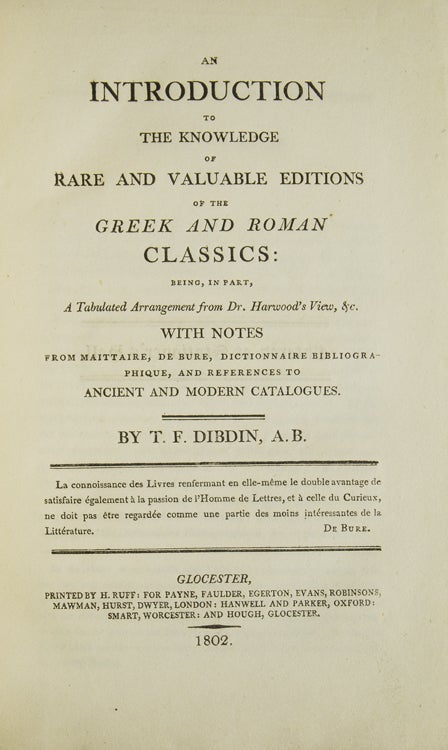 AN
INTRODUCTION
TO
THE KNOWLEDGE
OF
RARE AND VALUABLE EDITIONS
OF THE
GREEK AND ROMAN
CLASSICS:
BEING, IN PART,
A Tabulated Arrangement from Dr. Harwood's View, &c.
WITH NOTES
FROM MAITTAIRE, DE BURE, DICTIONNAIRE BIBLIOGRA-
PHIQUE, AND REFERENCES TO
ANCIENT AND MODERN CATALOGUES.
BY T. F. DIBDIN, A.B.
La connoissance des Livres renfermant en elle-même le double avantage de
satisfaire également à la passion de l'Homme de Lettres, et à celle du Curieux,
ne doit pas être regardée comme une partie des moins intéressantes de la
Littérature. DE BURE.
GLOCESTER,
PRINTED BY H. RUFF: FOR PAYNE, FAULDER, EGERTON, EVANS, ROBINSONS,
MAWMAN, HURST, DWYER, LONDON: HANWELL AND PARKER, OXFORD:
SMART, WORCESTER: AND HOUGH, GLOCESTER.
1802.